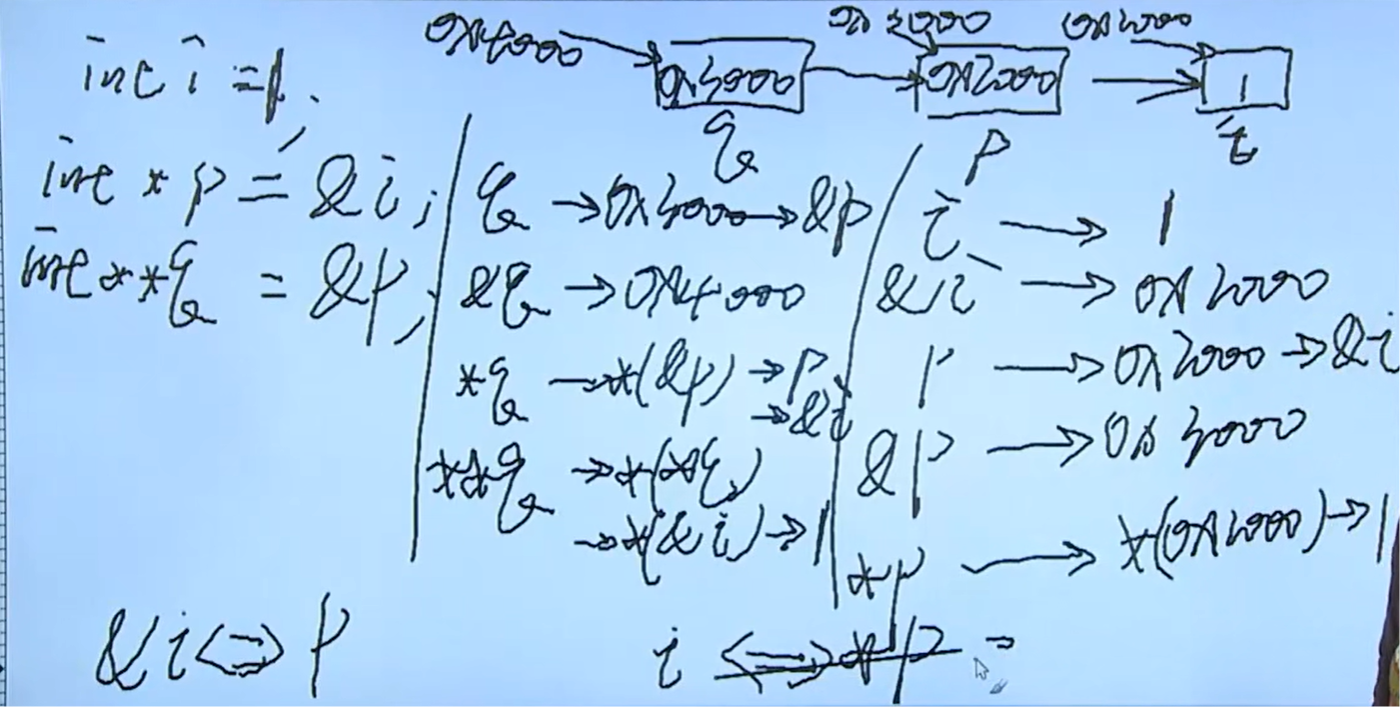 0x4000 0x3000 0x2000
0x3000 0x2000 1
q p i
int i = 1;
int *p = &i;
int **q = &p;
q → 0x3000 → &p
&q → 0x4000
*q → *(&p) → p
→ &i
**q → *(*q)
→ *(&i) → 1
i → 1
&i → 0x2000
p → 0x2000 → &i
&p → 0x3000
*p → *(0x2000) → 1
&i <=> p
i <=> *p =